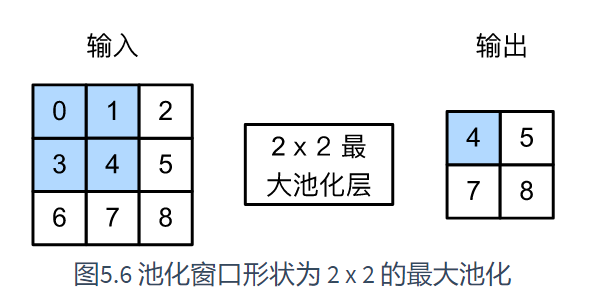 输入
输出
0 1 2
3 4 5
6 7 8
2 x 2 最
大池化层
4 5
7 8
图5.6 池化窗口形状为 2 x 2 的最大池化